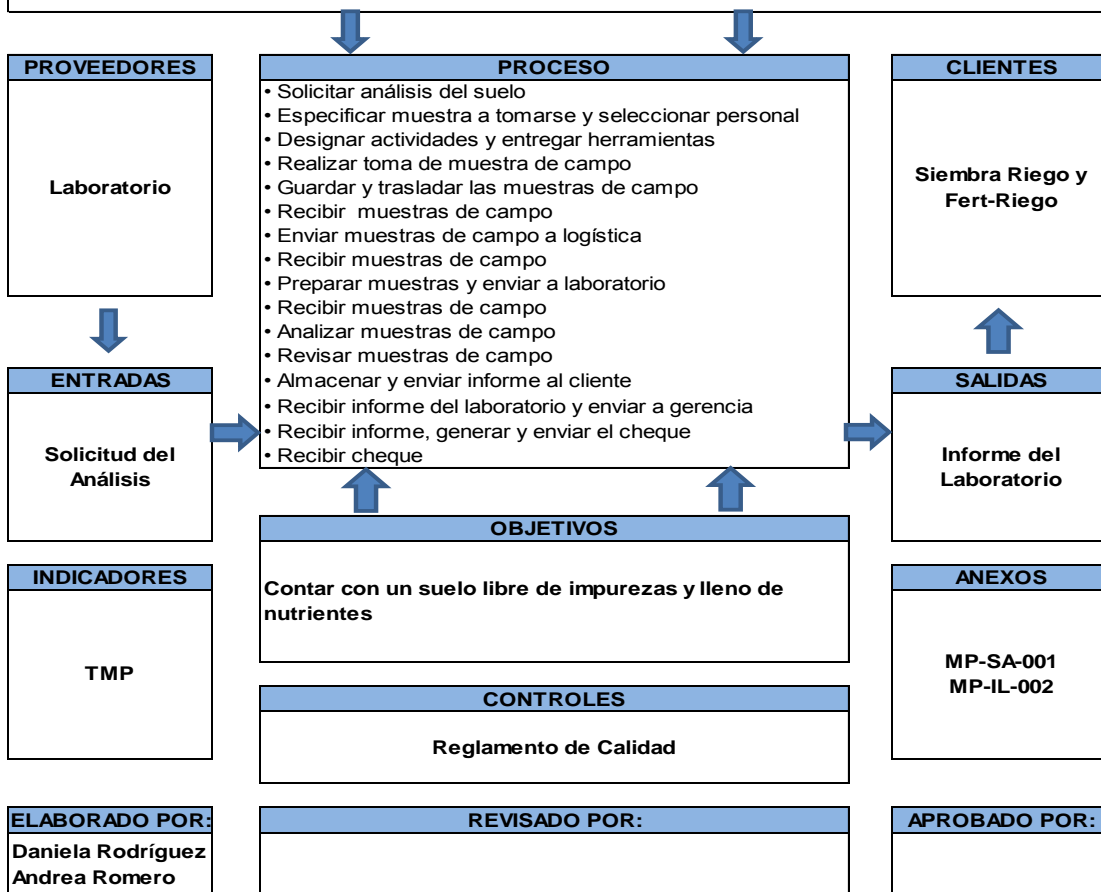 PROVEEDORES
Laboratorio
PROCESO
• Solicitar análisis del suelo
• Especificar muestra a tomarse y seleccionar personal
• Designar actividades y entregar herramientas
• Realizar toma de muestra de campo
• Guardar y trasladar las muestras de campo
• Recibir muestras de campo
• Enviar muestras de campo a logística
• Recibir muestras de campo
• Preparar muestras y enviar a laboratorio
• Recibir muestras de campo
• Analizar muestras de campo
• Revisar muestras de campo
• Almacenar y enviar informe al cliente
• Recibir informe del laboratorio y enviar a gerencia
• Recibir informe, generar y enviar el cheque
• Recibir cheque
CLIENTES
Siembra Riego y
Fert-Riego
ENTRADAS
Solicitud del
Análisis
SALIDAS
Informe del
Laboratorio
OBJETIVOS
Contar con un suelo libre de impurezas y lleno de
nutrientes
INDICADORES
TMP
ANEXOS
MP-SA-001
MP-IL-002
CONTROLES
Reglamento de Calidad
ELABORADO POR:
Daniela Rodríguez
Andrea Romero
REVISADO POR:
APROBADO POR: